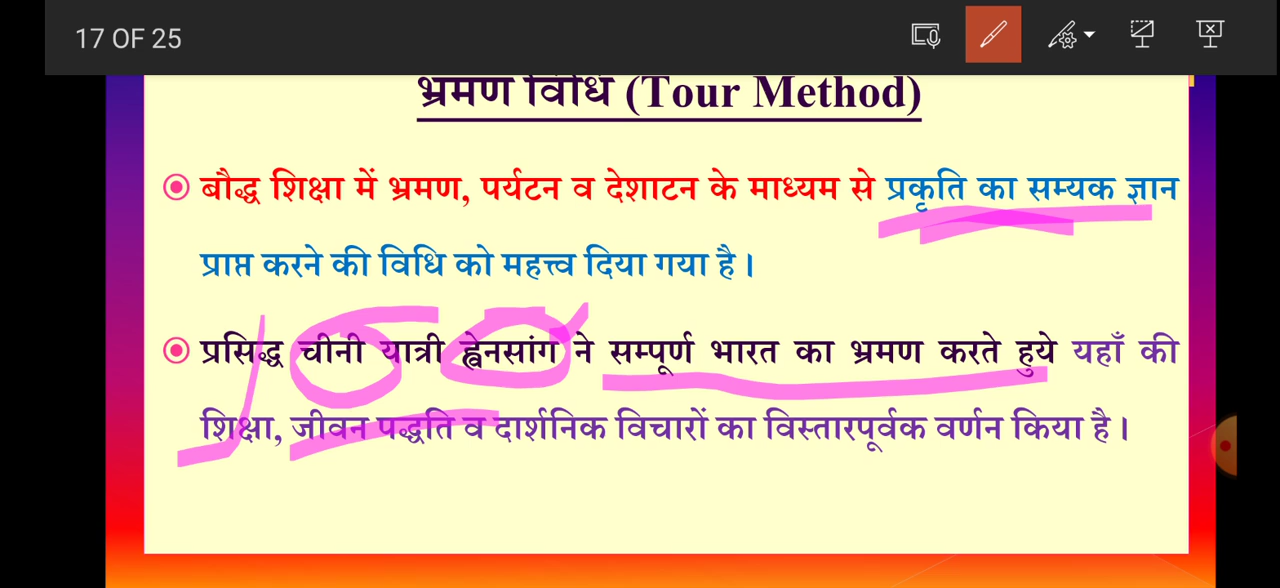 17 OF 25
भ्रमण विधि (Tour Method)
बौद्ध शिक्षा में भ्रमण, पर्यटन व देशाटन के माध्यम से प्रकृति का सम्यक ज्ञान
प्राप्त करने की विधि को महत्त्व दिया गया है।
प्रसिद्ध चीनी यात्री ह्वेनसांग ने सम्पूर्ण भारत का भ्रमण करते हुये यहाँ की
शिक्षा, जीवन पद्धति व दार्शनिक विचारों का विस्तारपूर्वक वर्णन किया है।